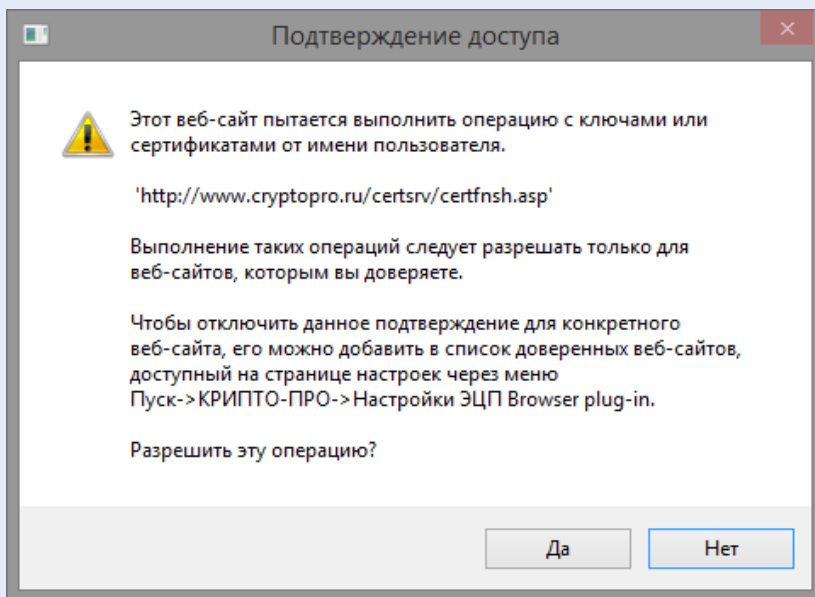 Подтверждение доступа
Этот веб-сайт пытается выполнить операцию с ключами или
сертификатами от имени пользователя.
'http://www.cryptopro.ru/certsrv/certfnsh.asp'
Выполнение таких операций следует разрешать только для
веб-сайтов, которым вы доверяете.
Чтобы отключить данное подтверждение для конкретного
веб-сайта, его можно добавить в список доверенных веб-сайтов,
доступный на странице настроек через меню
Пуск->КРИПТО-ПРО->Настройки ЭЦП Browser plug-in.
Разрешить эту операцию?
Да
Нет